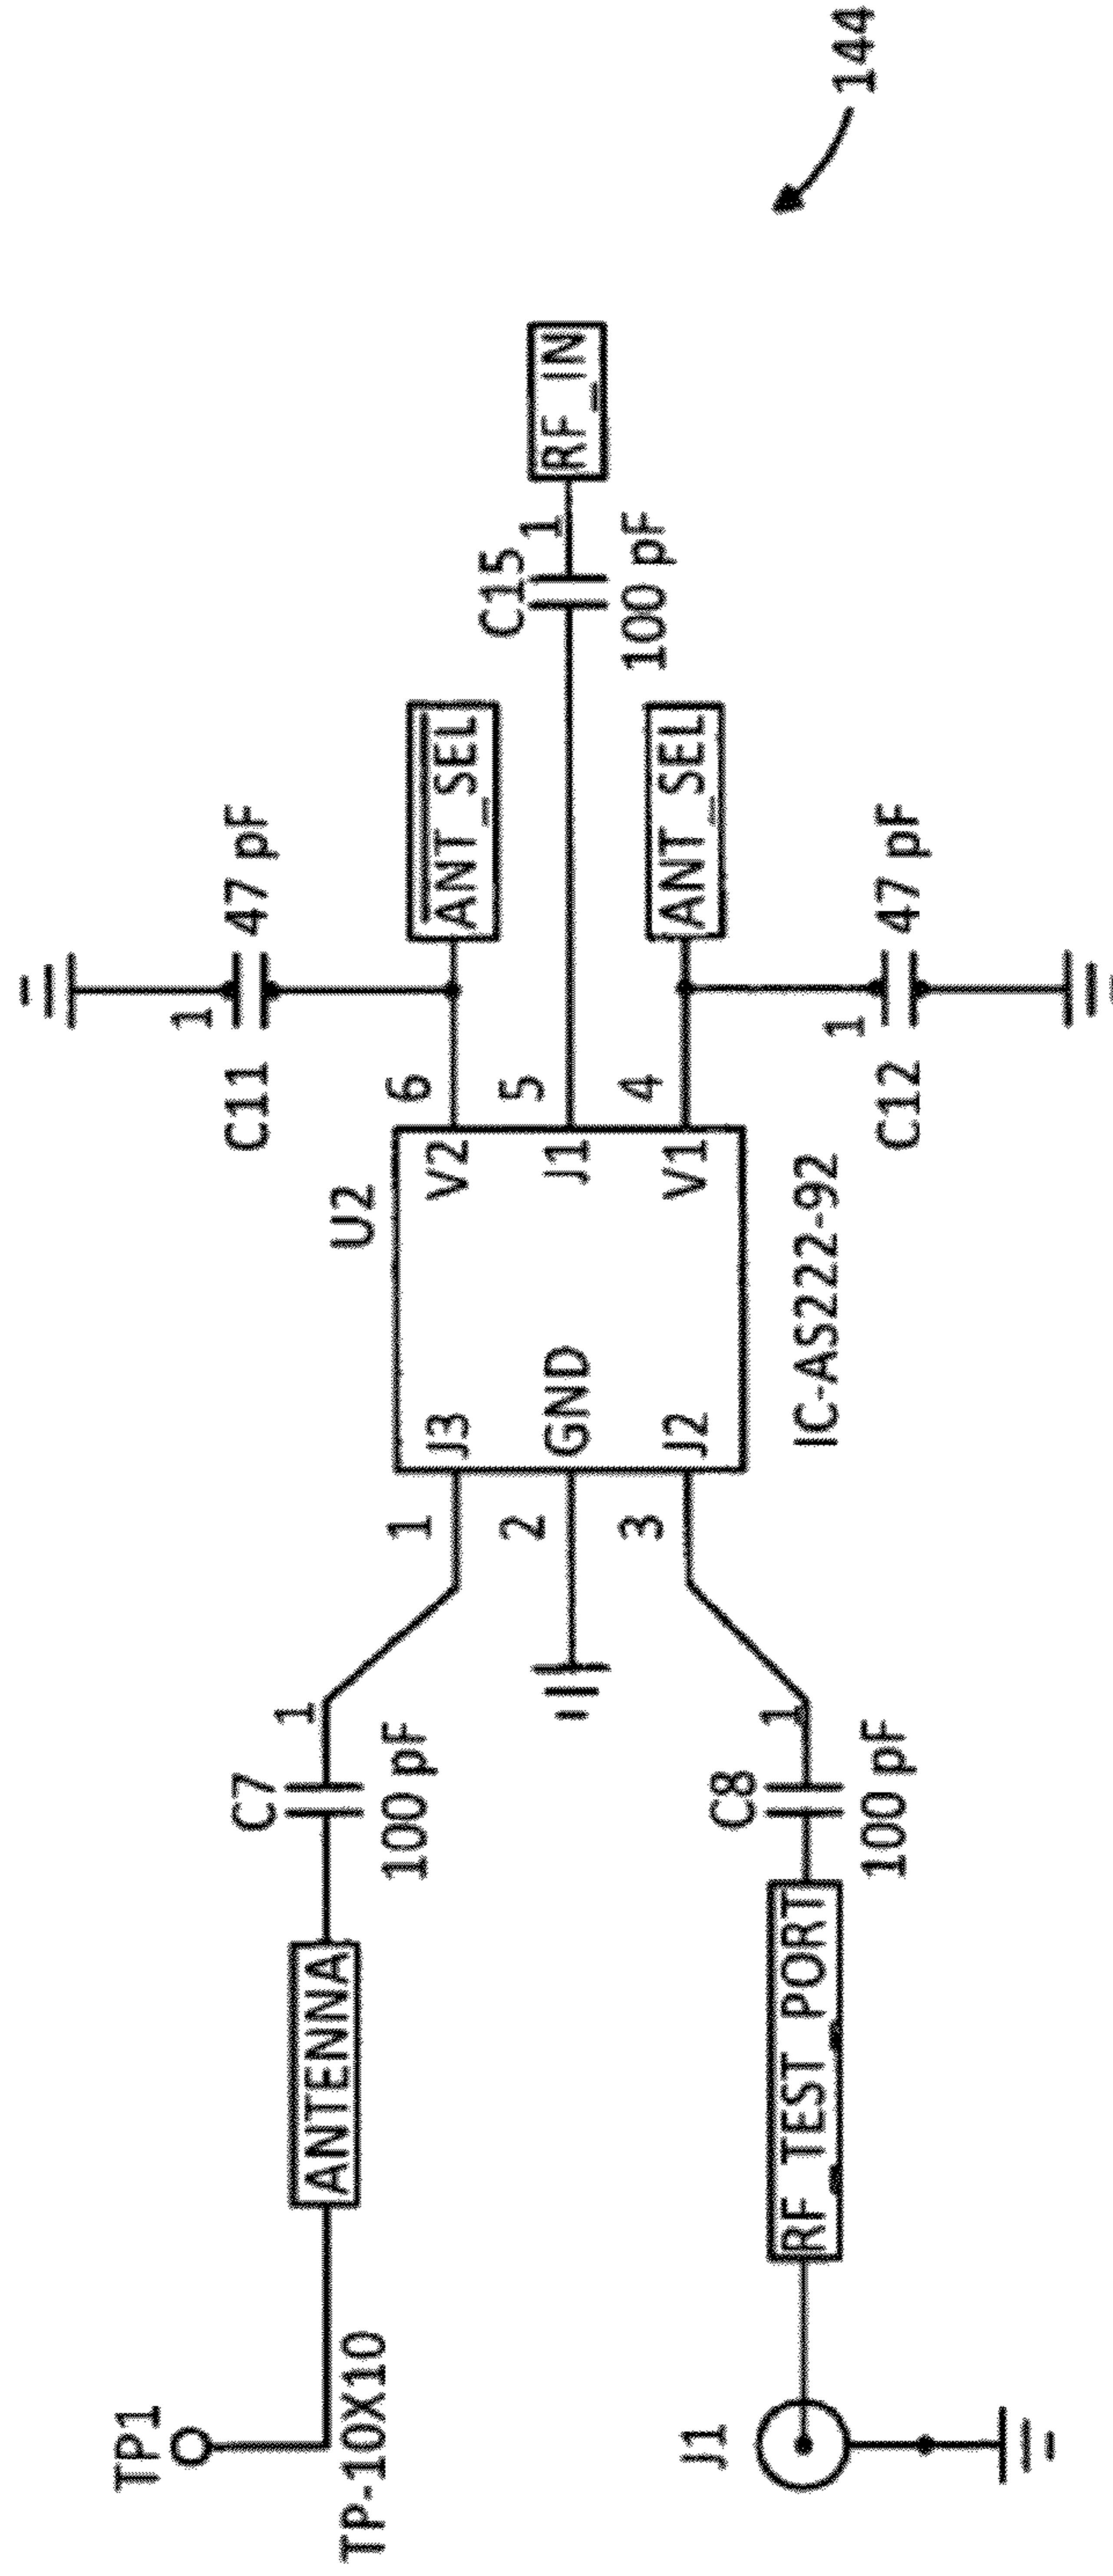 TP1
TP-10X10
ANTENNA
C7
1
100 pF
J1
RF_TEST_PORT
C8
1
100 pF
U2
1
J3
2
GND
3
J2
V2
6
J1
5
V1
4
IC-AS222-92
C11
1
47 pF
A̅N̅T̅_̅S̅E̅L̅
C15
1
100 pF
RF_IN
ANT_SEL
C12
1
47 pF
144